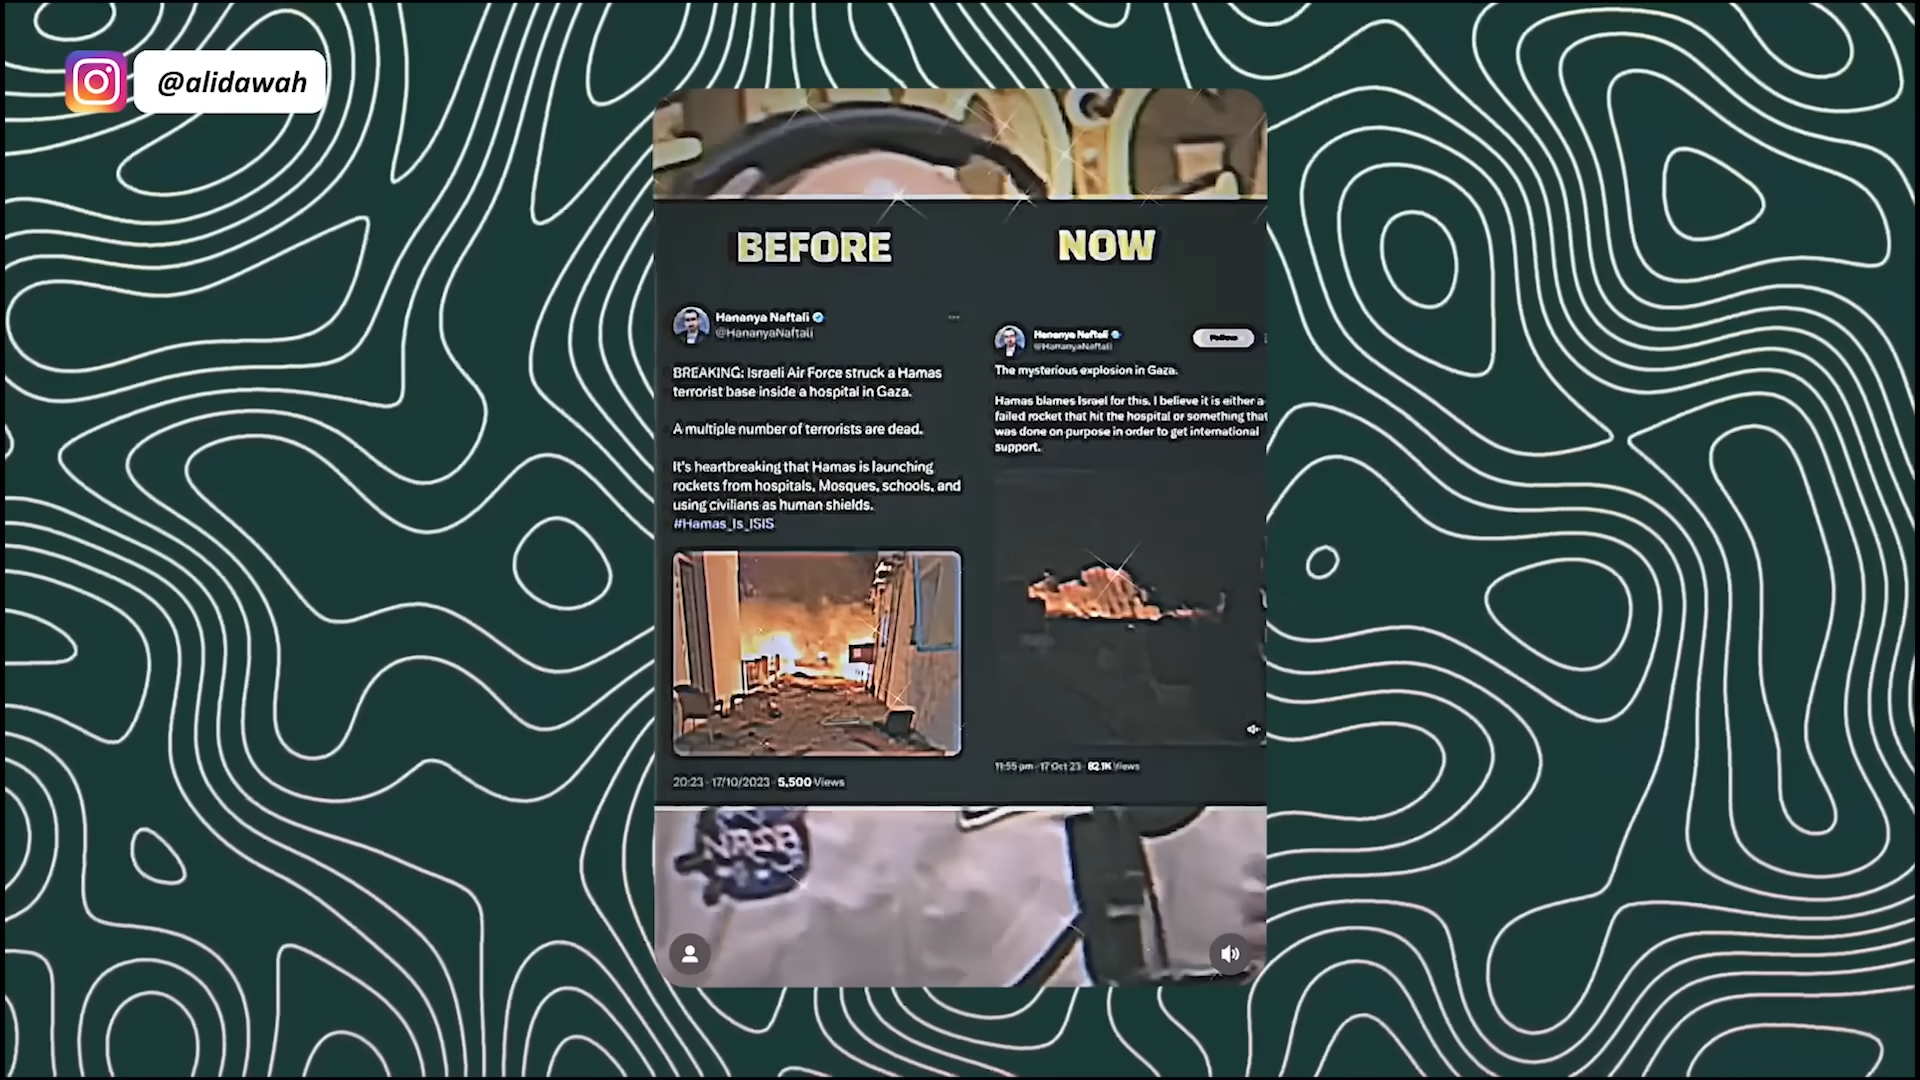 @alidawah
BEFORE
Hananya Naftali
@HananyaNaftali
BREAKING: Israeli Air Force struck a Hamas
terrorist base inside a hospital in Gaza.
A multiple number of terrorists are dead.
It's heartbreaking that Hamas is launching
rockets from hospitals, Mosques, schools, and
using civilians as human shields.
#Hamas_Is_ISIS
20:23 · 17/10/2023 · 5,500 Views
NOW
Hananya Naftali
@HananyaNaftali
Follow
The mysterious explosion in Gaza.
Hamas blames Israel for this. I believe it is either a
failed rocket that hit the hospital or something that
was done on purpose in order to get international
support.
11:55 pm · 17 Oct 23 · 82.1K Views